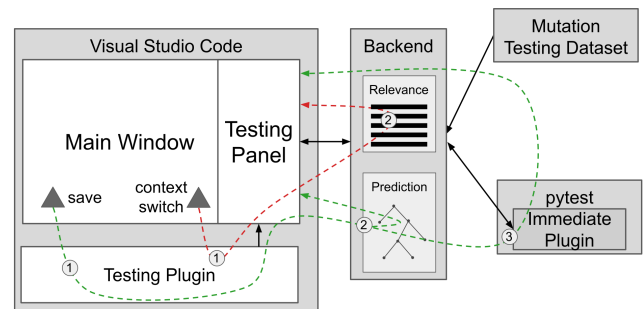 Visual Studio Code
Main Window
Testing
Panel
save
context
switch
1
1
Testing Plugin
Backend
Relevance
2
Prediction
2
Mutation
Testing Dataset
pytest
Immediate
Plugin
3